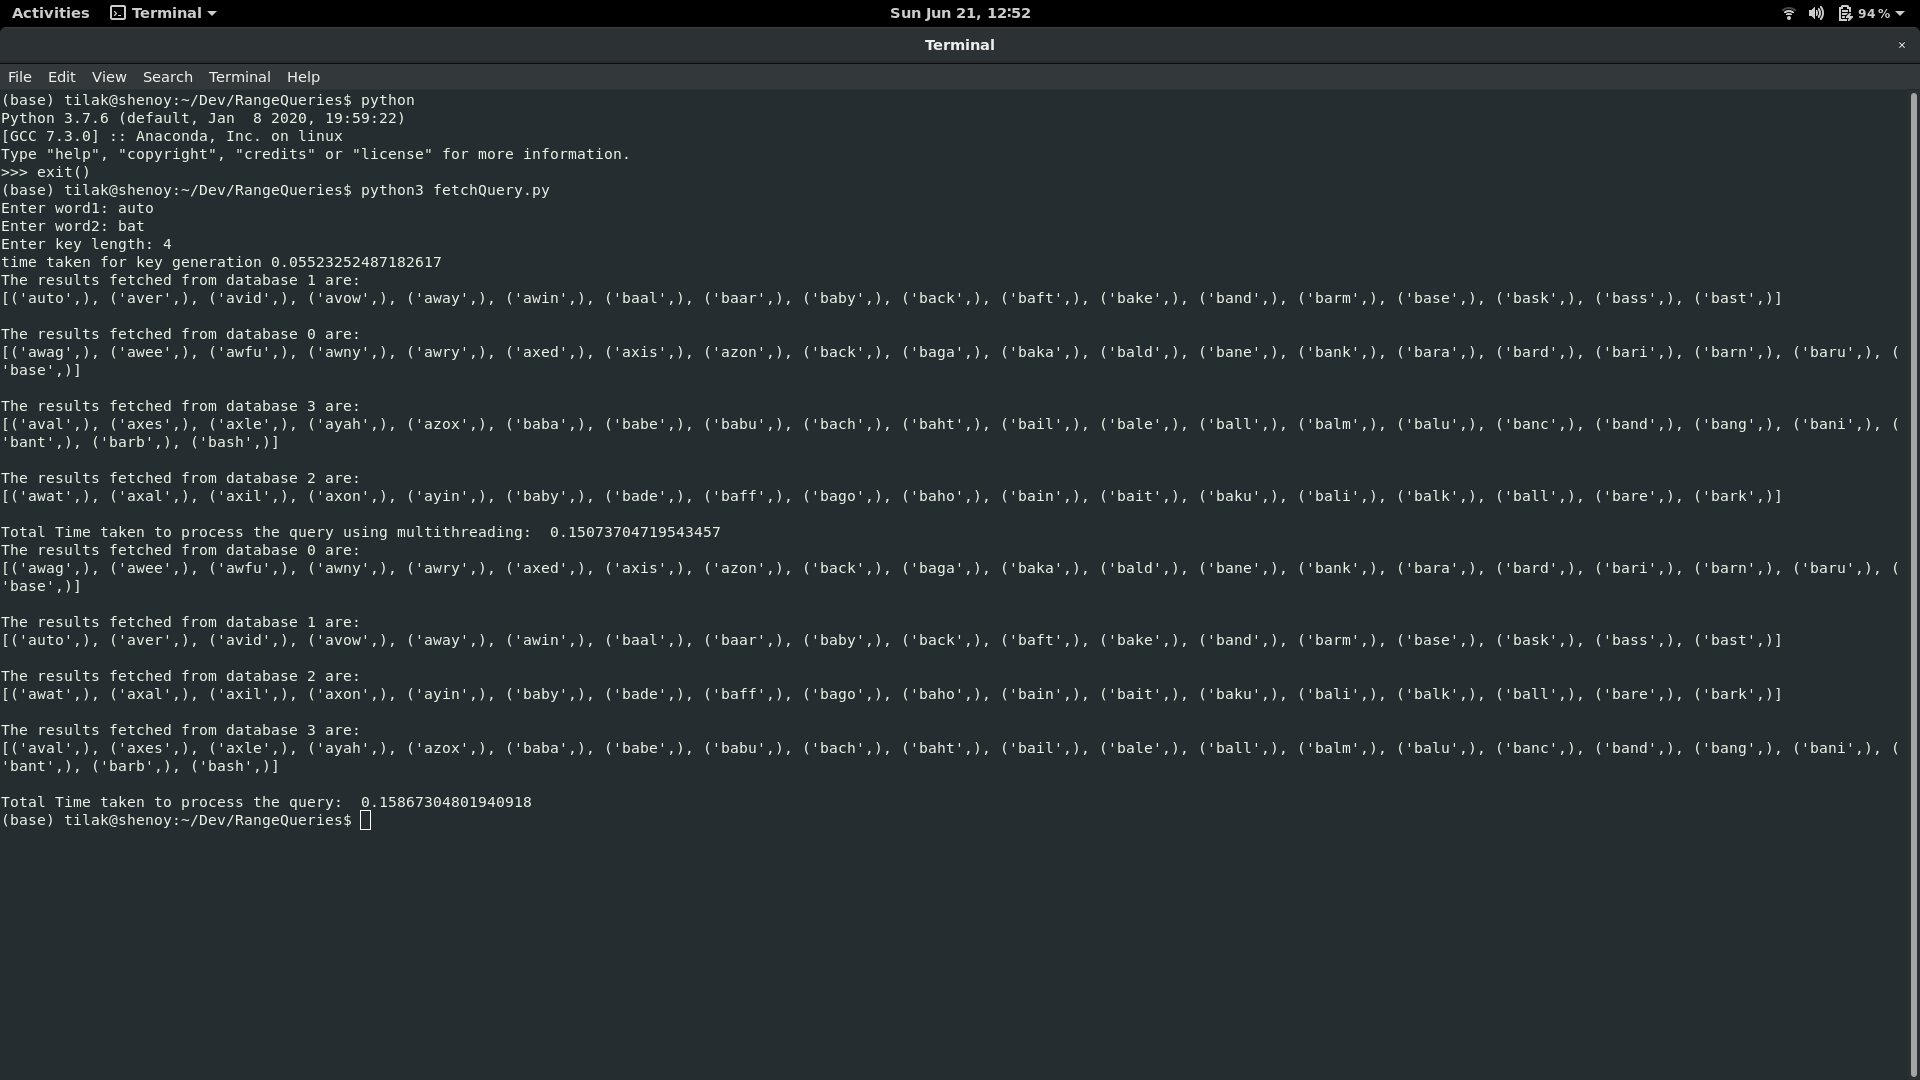 Activities Terminal Sun Jun 21, 12:52 94%
Terminal ×
File Edit View Search Terminal Help
(base) tilak@shenoy:~/Dev/RangeQueries$ python
Python 3.7.6 (default, Jan  8 2020, 19:59:22)
[GCC 7.3.0] :: Anaconda, Inc. on linux
Type "help", "copyright", "credits" or "license" for more information.
>>> exit()
(base) tilak@shenoy:~/Dev/RangeQueries$ python3 fetchQuery.py
Enter word1: auto
Enter word2: bat
Enter key length: 4
time taken for key generation 0.05523252487182617
The results fetched from database 1 are:
[('auto',), ('aver',), ('avid',), ('avow',), ('away',), ('awin',), ('baal',), ('baar',), ('baby',), ('back',), ('baft',), ('bake',), ('band',), ('barm',), ('base',), ('bask',), ('bass',), ('bast',)]
The results fetched from database 0 are:
[('awag',), ('awee',), ('awfu',), ('awny',), ('awry',), ('axed',), ('axis',), ('azon',), ('back',), ('baga',), ('baka',), ('bald',), ('bane',), ('bank',), ('bara',), ('bard',), ('bari',), ('barn',), ('baru',), (
'base',)]
The results fetched from database 3 are:
[('aval',), ('axes',), ('axle',), ('ayah',), ('azox',), ('baba',), ('babe',), ('babu',), ('bach',), ('baht',), ('bail',), ('bale',), ('ball',), ('balm',), ('balu',), ('banc',), ('band',), ('bang',), ('bani',), (
'bant',), ('barb',), ('bash',)]
The results fetched from database 2 are:
[('awat',), ('axal',), ('axil',), ('axon',), ('ayin',), ('baby',), ('bade',), ('baff',), ('bago',), ('baho',), ('bain',), ('bait',), ('baku',), ('bali',), ('balk',), ('ball',), ('bare',), ('bark',)]
Total Time taken to process the query using multithreading:  0.15073704719543457
The results fetched from database 0 are:
[('awag',), ('awee',), ('awfu',), ('awny',), ('awry',), ('axed',), ('axis',), ('azon',), ('back',), ('baga',), ('baka',), ('bald',), ('bane',), ('bank',), ('bara',), ('bard',), ('bari',), ('barn',), ('baru',), (
'base',)]
The results fetched from database 1 are:
[('auto',), ('aver',), ('avid',), ('avow',), ('away',), ('awin',), ('baal',), ('baar',), ('baby',), ('back',), ('baft',), ('bake',), ('band',), ('barm',), ('base',), ('bask',), ('bass',), ('bast',)]
The results fetched from database 2 are:
[('awat',), ('axal',), ('axil',), ('axon',), ('ayin',), ('baby',), ('bade',), ('baff',), ('bago',), ('baho',), ('bain',), ('bait',), ('baku',), ('bali',), ('balk',), ('ball',), ('bare',), ('bark',)]
The results fetched from database 3 are:
[('aval',), ('axes',), ('axle',), ('ayah',), ('azox',), ('baba',), ('babe',), ('babu',), ('bach',), ('baht',), ('bail',), ('bale',), ('ball',), ('balm',), ('balu',), ('banc',), ('band',), ('bang',), ('bani',), (
'bant',), ('barb',), ('bash',)]
Total Time taken to process the query:  0.15867304801940918
(base) tilak@shenoy:~/Dev/RangeQueries$